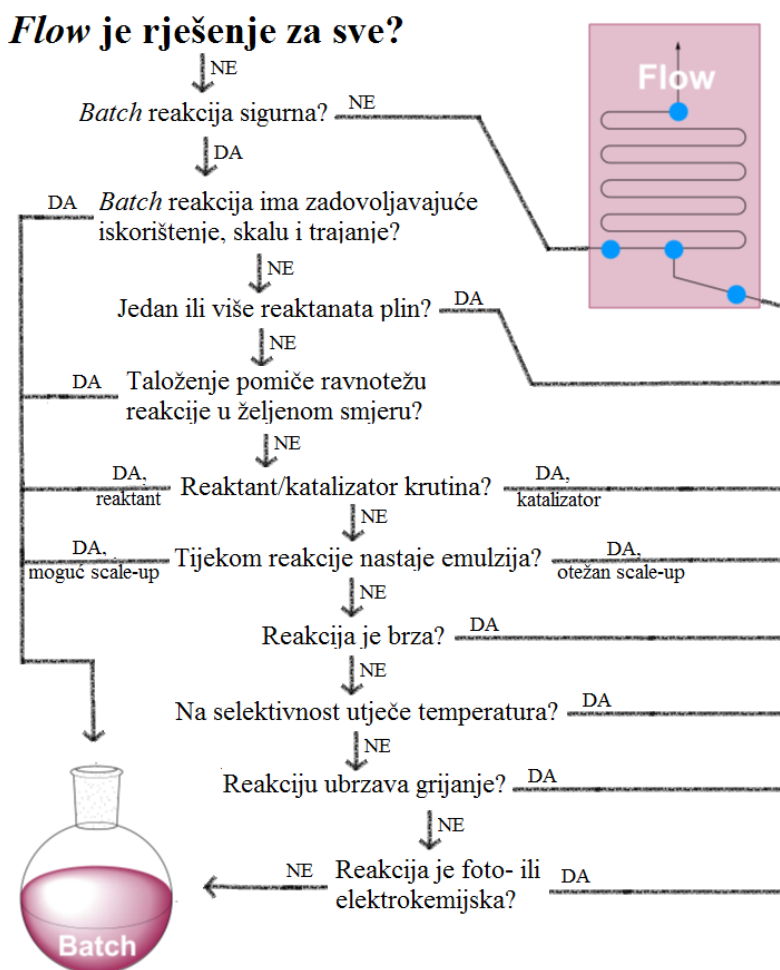 Flow je rješenje za sve?
NE
Flow
Batch reakcija sigurna?
NE
DA
DA
Batch reakcija ima zadovoljavajuće
iskorištenje, skalu i trajanje?
NE
Jedan ili više reaktanata plin?
DA
NE
DA
Taloženje pomiče ravnotežu
reakcije u željenom smjeru?
NE
DA,
reaktant
Reaktant/katalizator krutina?
DA,
katalizator
NE
DA,
moguć scale-up
Tijekom reakcije nastaje emulzija?
DA,
otežan scale-up
NE
Reakcija je brza?
DA
NE
Na selektivnost utječe temperatura?
DA
NE
Reakciju ubrzava grijanje?
DA
NE
NE
Reakcija je foto- ili
elektrokemijska?
DA
Batch